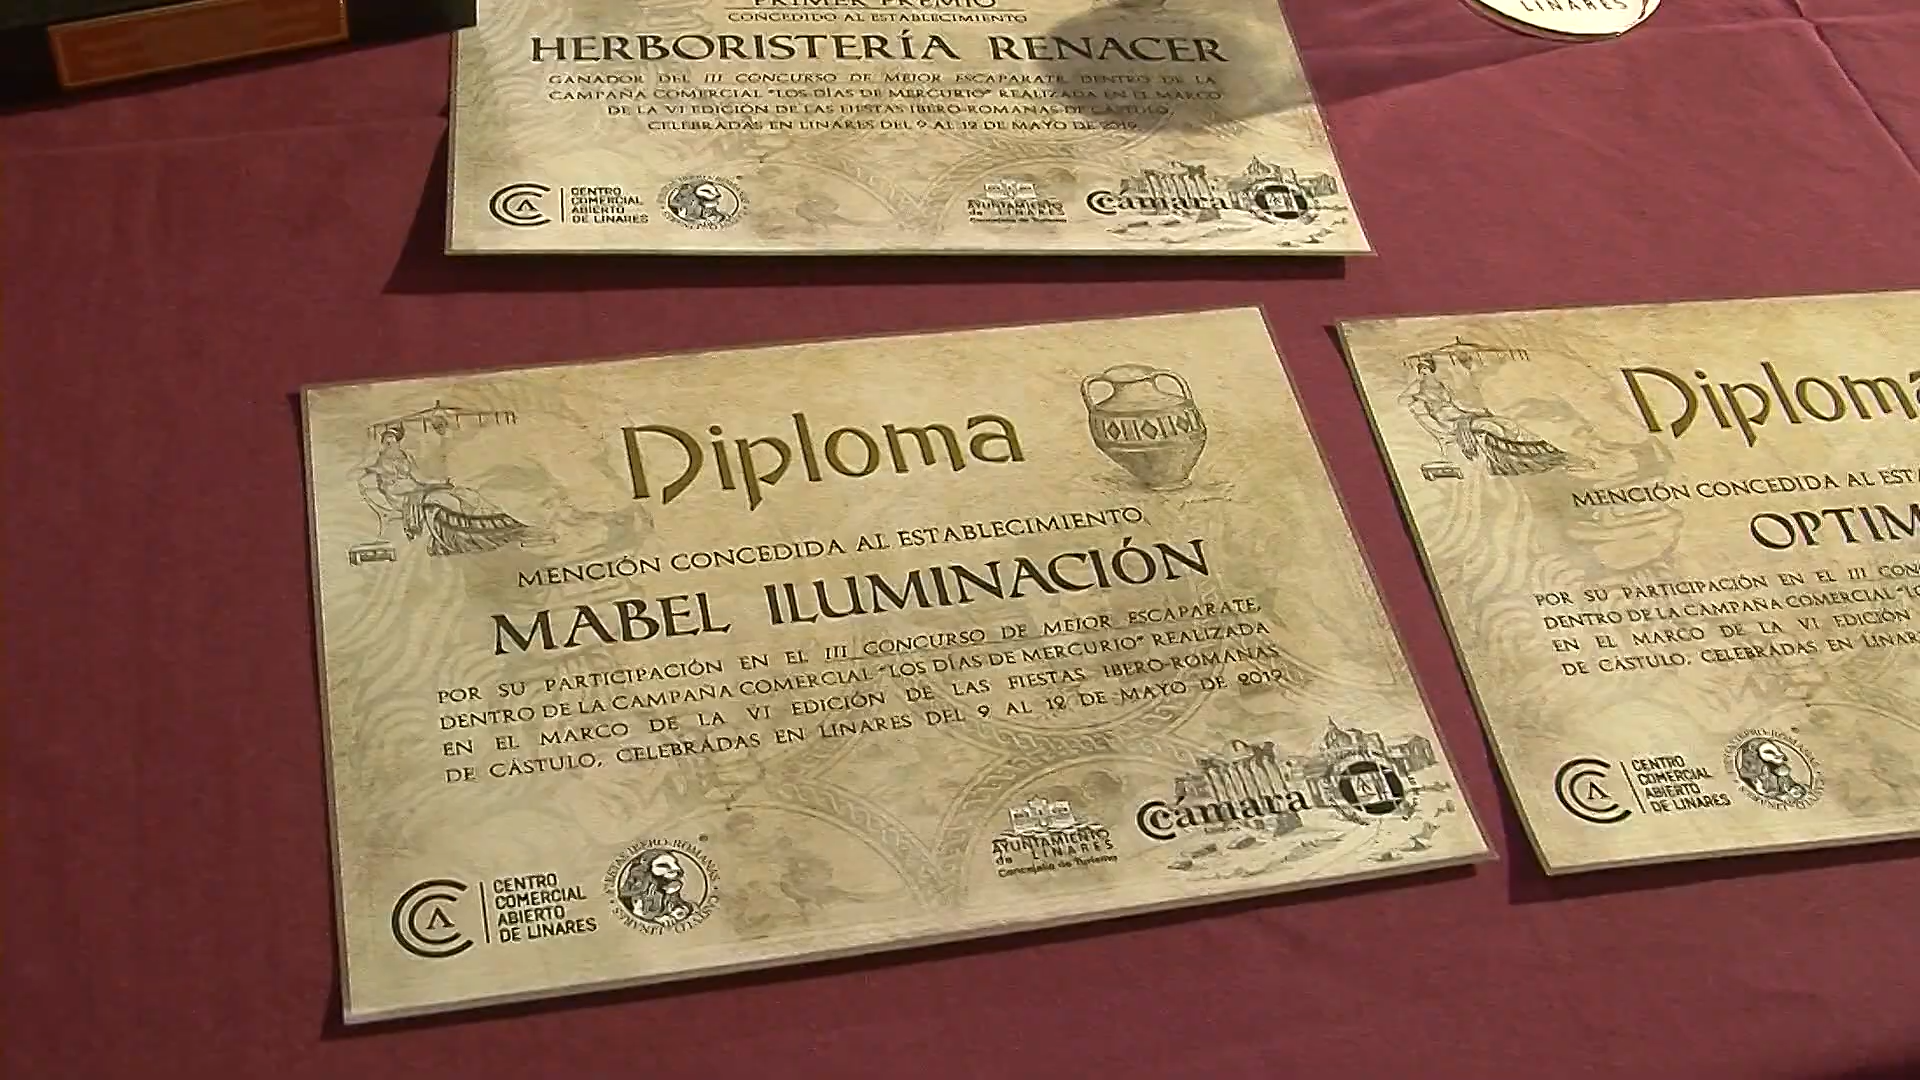 PRIMER PREMIO
CONCEDIDO AL ESTABLECIMIENTO
HERBORISTERÍA RENACER
GANADOR DEL III CONCURSO DE MEJOR ESCAPARATE, DENTRO DE LA
CAMPAÑA COMERCIAL "LOS DÍAS DE MERCURIO" REALIZADA EN EL MARCO
DE LA VI EDICIÓN DE LAS FIESTAS IBERO-ROMANAS DE CÁSTULO,
CELEBRADAS EN LINARES DEL 9 AL 12 DE MAYO DE 2019.
CENTRO
COMERCIAL
ABIERTO
DE LINARES
AYUNTAMIENTO
de LINARES
Concejalía de Turismo
Cámara
LINARES
Diploma
MENCIÓN CONCEDIDA AL ESTABLECIMIENTO
MABEL ILUMINACIÓN
POR SU PARTICIPACIÓN EN EL III CONCURSO DE MEJOR ESCAPARATE,
DENTRO DE LA CAMPAÑA COMERCIAL "LOS DÍAS DE MERCURIO" REALIZADA
EN EL MARCO DE LA VI EDICIÓN DE LAS FIESTAS IBERO-ROMANAS
DE CÁSTULO, CELEBRADAS EN LINARES DEL 9 AL 12 DE MAYO DE 2019.
CENTRO
COMERCIAL
ABIERTO
DE LINARES
AYUNTAMIENTO
de LINARES
Concejalía de Turismo
Cámara
Diploma
MENCIÓN CONCEDIDA AL EST
OPTIM
POR SU PARTICIPACIÓN EN EL III CON
DENTRO DE LA CAMPAÑA COMERCIAL "LO
EN EL MARCO DE LA VI EDICIÓN
DE CÁSTULO, CELEBRADAS EN LINAR
CENTRO
COMERCIAL
ABIERTO
DE LINARES